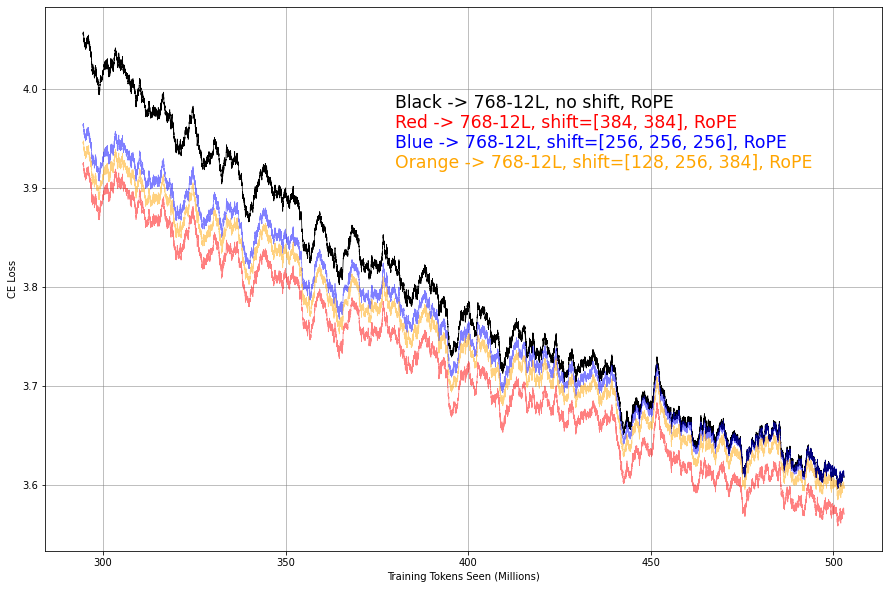 4.0
3.9
3.8
3.7
3.6
CE Loss
Black -> 768-12L, no shift, RoPE
Red -> 768-12L, shift=[384, 384], RoPE
Blue -> 768-12L, shift=[256, 256, 256], RoPE
Orange -> 768-12L, shift=[128, 256, 384], RoPE
300 350 400 450 500
Training Tokens Seen (Millions)